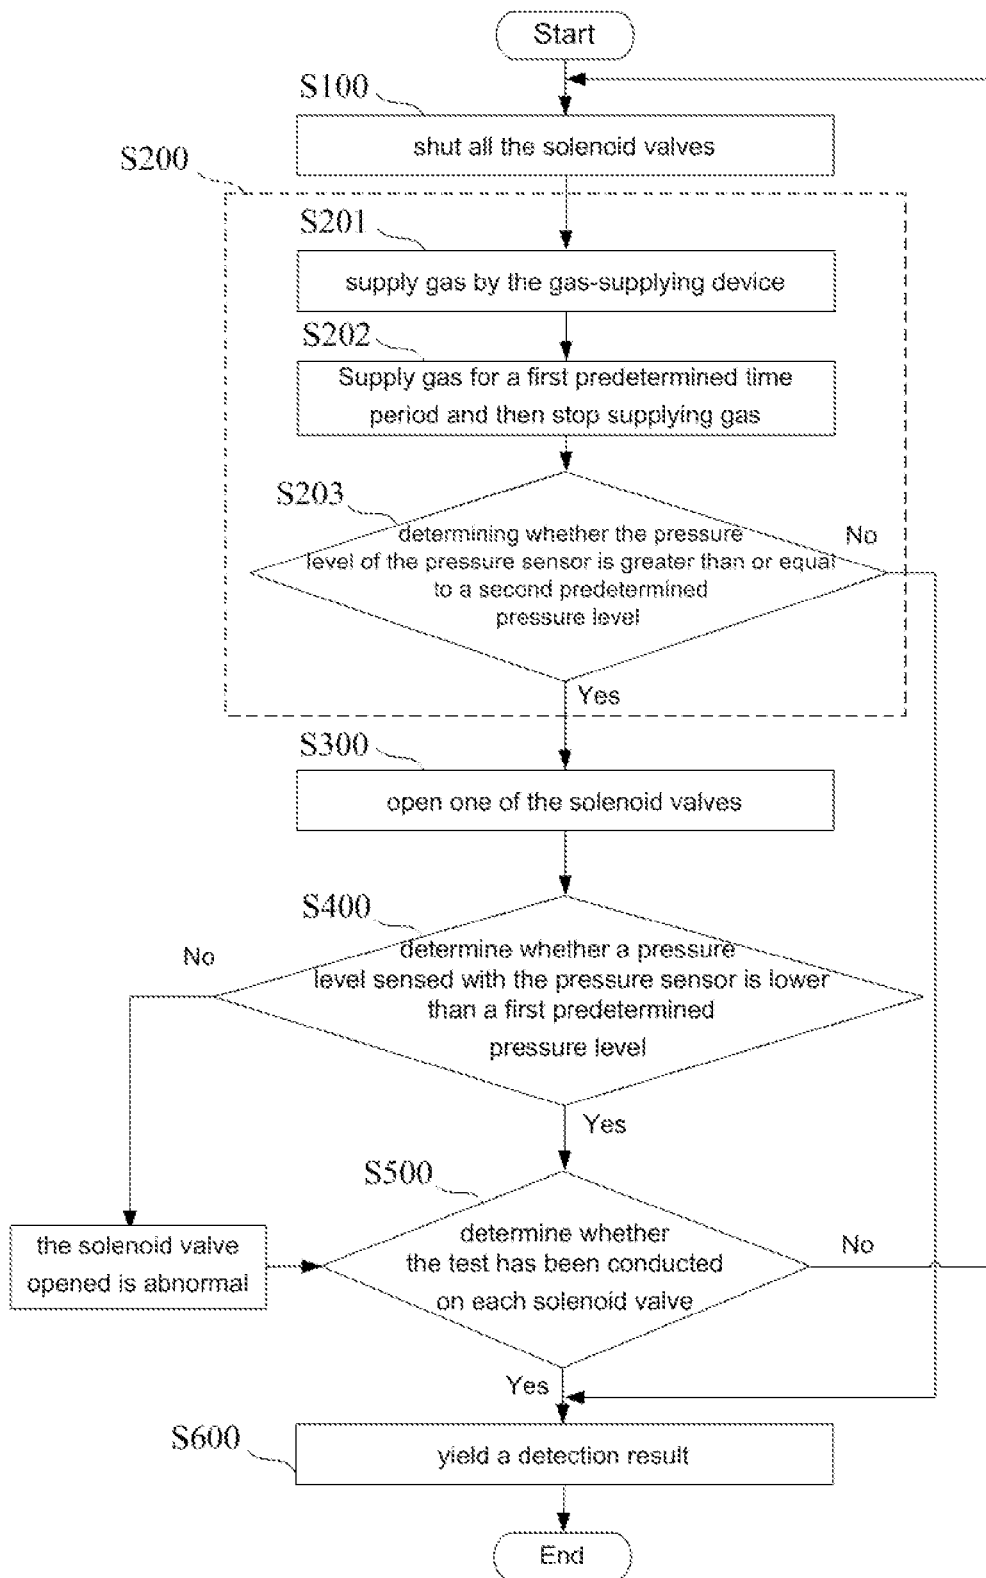 Start
S100
shut all the solenoid valves
S200
S201
supply gas by the gas-supplying device
S202
Supply gas for a first predetermined time
period and then stop supplying gas
S203
determining whether the pressure
level of the pressure sensor is greater than or equal
to a second predetermined
pressure level
No
Yes
S300
open one of the solenoid valves
S400
determine whether a pressure
level sensed with the pressure sensor is lower
than a first predetermined
pressure level
No
Yes
S500
determine whether
the test has been conducted
on each solenoid valve
No
the solenoid valve
opened is abnormal
Yes
S600
yield a detection result
End